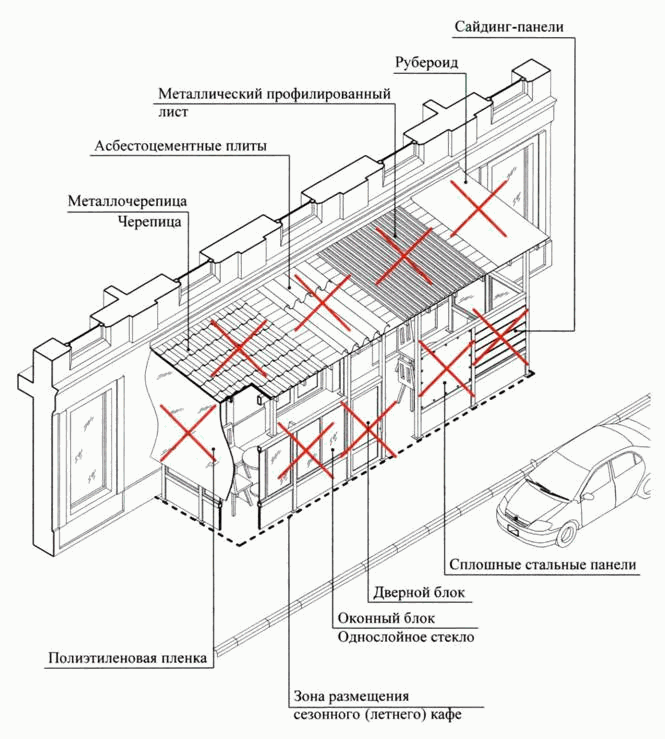 Сайдинг-панели
Рубероид
Металлический профилированный
лист
Асбестоцементные плиты
Металлочерепица
Черепица
Сплошные стальные панели
Дверной блок
Оконный блок
Однослойное стекло
Полиэтиленовая пленка
Зона размещения
сезонного (летнего) кафе